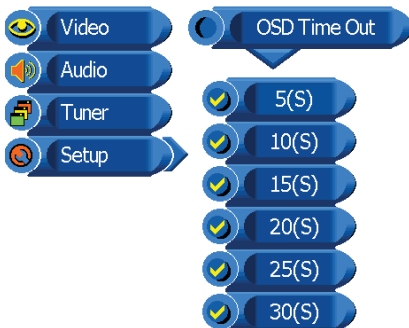 Video
Audio
Tuner
Setup
OSD Time Out
5(S)
10(S)
15(S)
20(S)
25(S)
30(S)